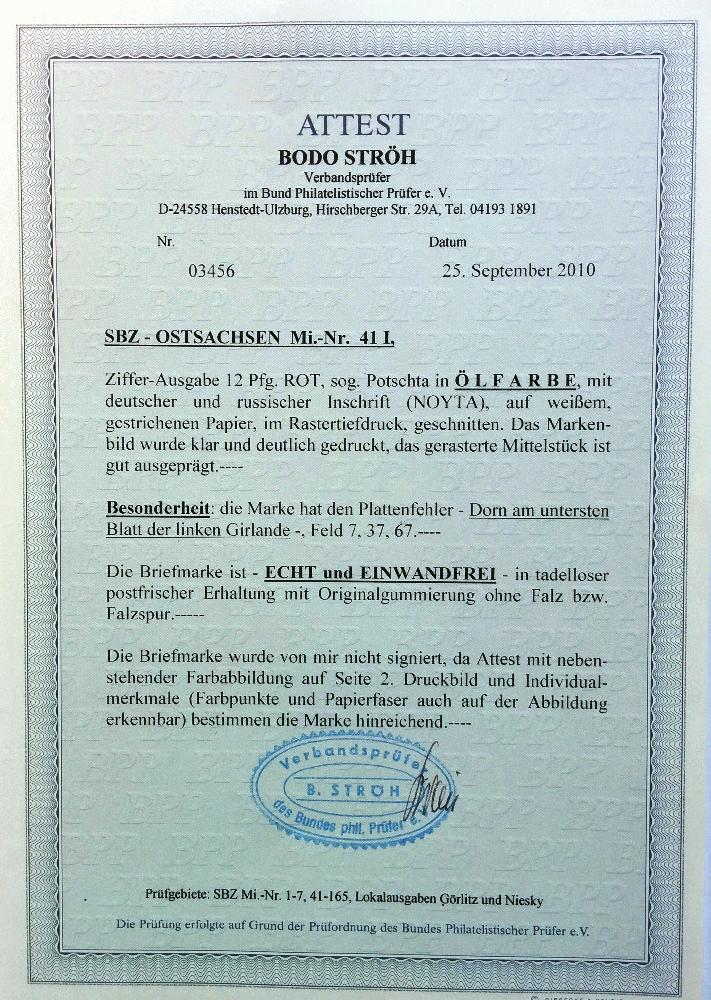 ATTEST
BODO STRÖH
Verbandsprüfer
im Bund Philatelistischer Prüfer e. V.
D-24558 Henstedt-Ulzburg, Hirschberger Str. 29A, Tel. 04193 1891
Nr. Datum
03456 25. September 2010
SBZ - OSTSACHSEN Mi.-Nr. 41 I,
Ziffer-Ausgabe 12 Pfg. ROT, sog. Potschta in Ö L F A R B E, mit
deutscher und russischer Inschrift (NOYTA), auf weißem,
gestrichenen Papier, im Rastertiefdruck, geschnitten. Das Marken-
bild wurde klar und deutlich gedruckt, das gerasterte Mittelstück ist
gut ausgeprägt.----
Besonderheit: die Marke hat den Plattenfehler - Dorn am untersten
Blatt der linken Girlande -, Feld 7, 37, 67.----
Die Briefmarke ist - ECHT und EINWANDFREI - in tadelloser
postfrischer Erhaltung mit Originalgummierung ohne Falz bzw.
Falzspur.-----
Die Briefmarke wurde von mir nicht signiert, da Attest mit neben-
stehender Farbabbildung auf Seite 2. Druckbild und Individual-
merkmale (Farbpunkte und Papierfaser auch auf der Abbildung
erkennbar) bestimmen die Marke hinreichend.----
Verbandsprüfer
B. STRÖH
des Bundes phil. Prüfer e.
Prüfgebiete: SBZ Mi.-Nr. 1-7, 41-165, Lokalausgaben Görlitz und Niesky
Die Prüfung erfolgte auf Grund der Prüfordnung des Bundes Philatelistischer Prüfer e.V.